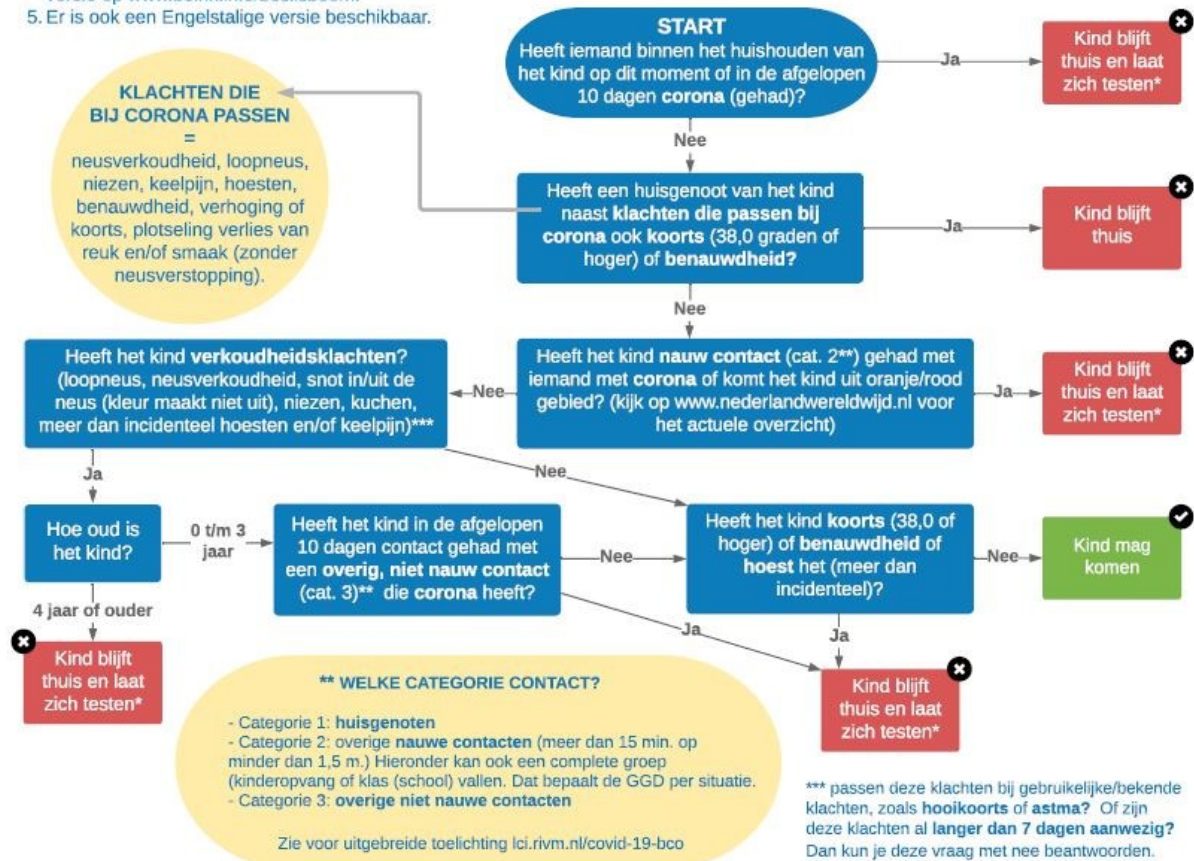 5. Er is ook een Engelstalige versie beschikbaar.
START
Heeft iemand binnen het huishouden van
het kind op dit moment of in de afgelopen
10 dagen corona (gehad)?
Ja
Kind blijft
thuis en laat
zich testen*
Nee
KLACHTEN DIE
BIJ CORONA PASSEN
=
neusverkoudheid, loopneus,
niezen, keelpijn, hoesten,
benauwdheid, verhoging of
koorts, plotseling verlies van
reuk en/of smaak (zonder
neusverstopping).
Heeft een huisgenoot van het kind
naast klachten die passen bij
corona ook koorts (38,0 graden of
hoger) of benauwdheid?
Ja
Kind blijft
thuis
Nee
Heeft het kind verkoudheidsklachten?
(loopneus, neusverkoudheid, snot in/uit de
neus (kleur maakt niet uit), niezen, kuchen,
meer dan incidenteel hoesten en/of keelpijn)***
Nee
Heeft het kind nauw contact (cat. 2**) gehad met
iemand met corona of komt het kind uit oranje/rood
gebied? (kijk op www.nederlandwereldwijd.nl voor
het actuele overzicht)
Ja
Kind blijft
thuis en laat
zich testen*
Ja
Nee
Hoe oud is
het kind?
0 t/m 3
jaar
Heeft het kind in de afgelopen
10 dagen contact gehad met
een overig, niet nauw contact
(cat. 3)** die corona heeft?
Nee
Heeft het kind koorts (38,0 of
hoger) of benauwdheid of
hoest het (meer dan
incidenteel)?
Nee
Kind mag
komen
4 jaar of ouder
Ja
Ja
Kind blijft
thuis en laat
zich testen*
Kind blijft
thuis en laat
zich testen*
** WELKE CATEGORIE CONTACT?
- Categorie 1: huisgenoten
- Categorie 2: overige nauwe contacten (meer dan 15 min. op
minder dan 1,5 m.) Hieronder kan ook een complete groep
(kinderopvang of klas (school) vallen. Dat bepaalt de GGD per situatie.
- Categorie 3: overige niet nauwe contacten
Zie voor uitgebreide toelichting lci.rivm.nl/covid-19-bco
*** passen deze klachten bij gebruikelijke/bekende
klachten, zoals hooikoorts of astma? Of zijn
deze klachten al langer dan 7 dagen aanwezig?
Dan kun je deze vraag met nee beantwoorden.